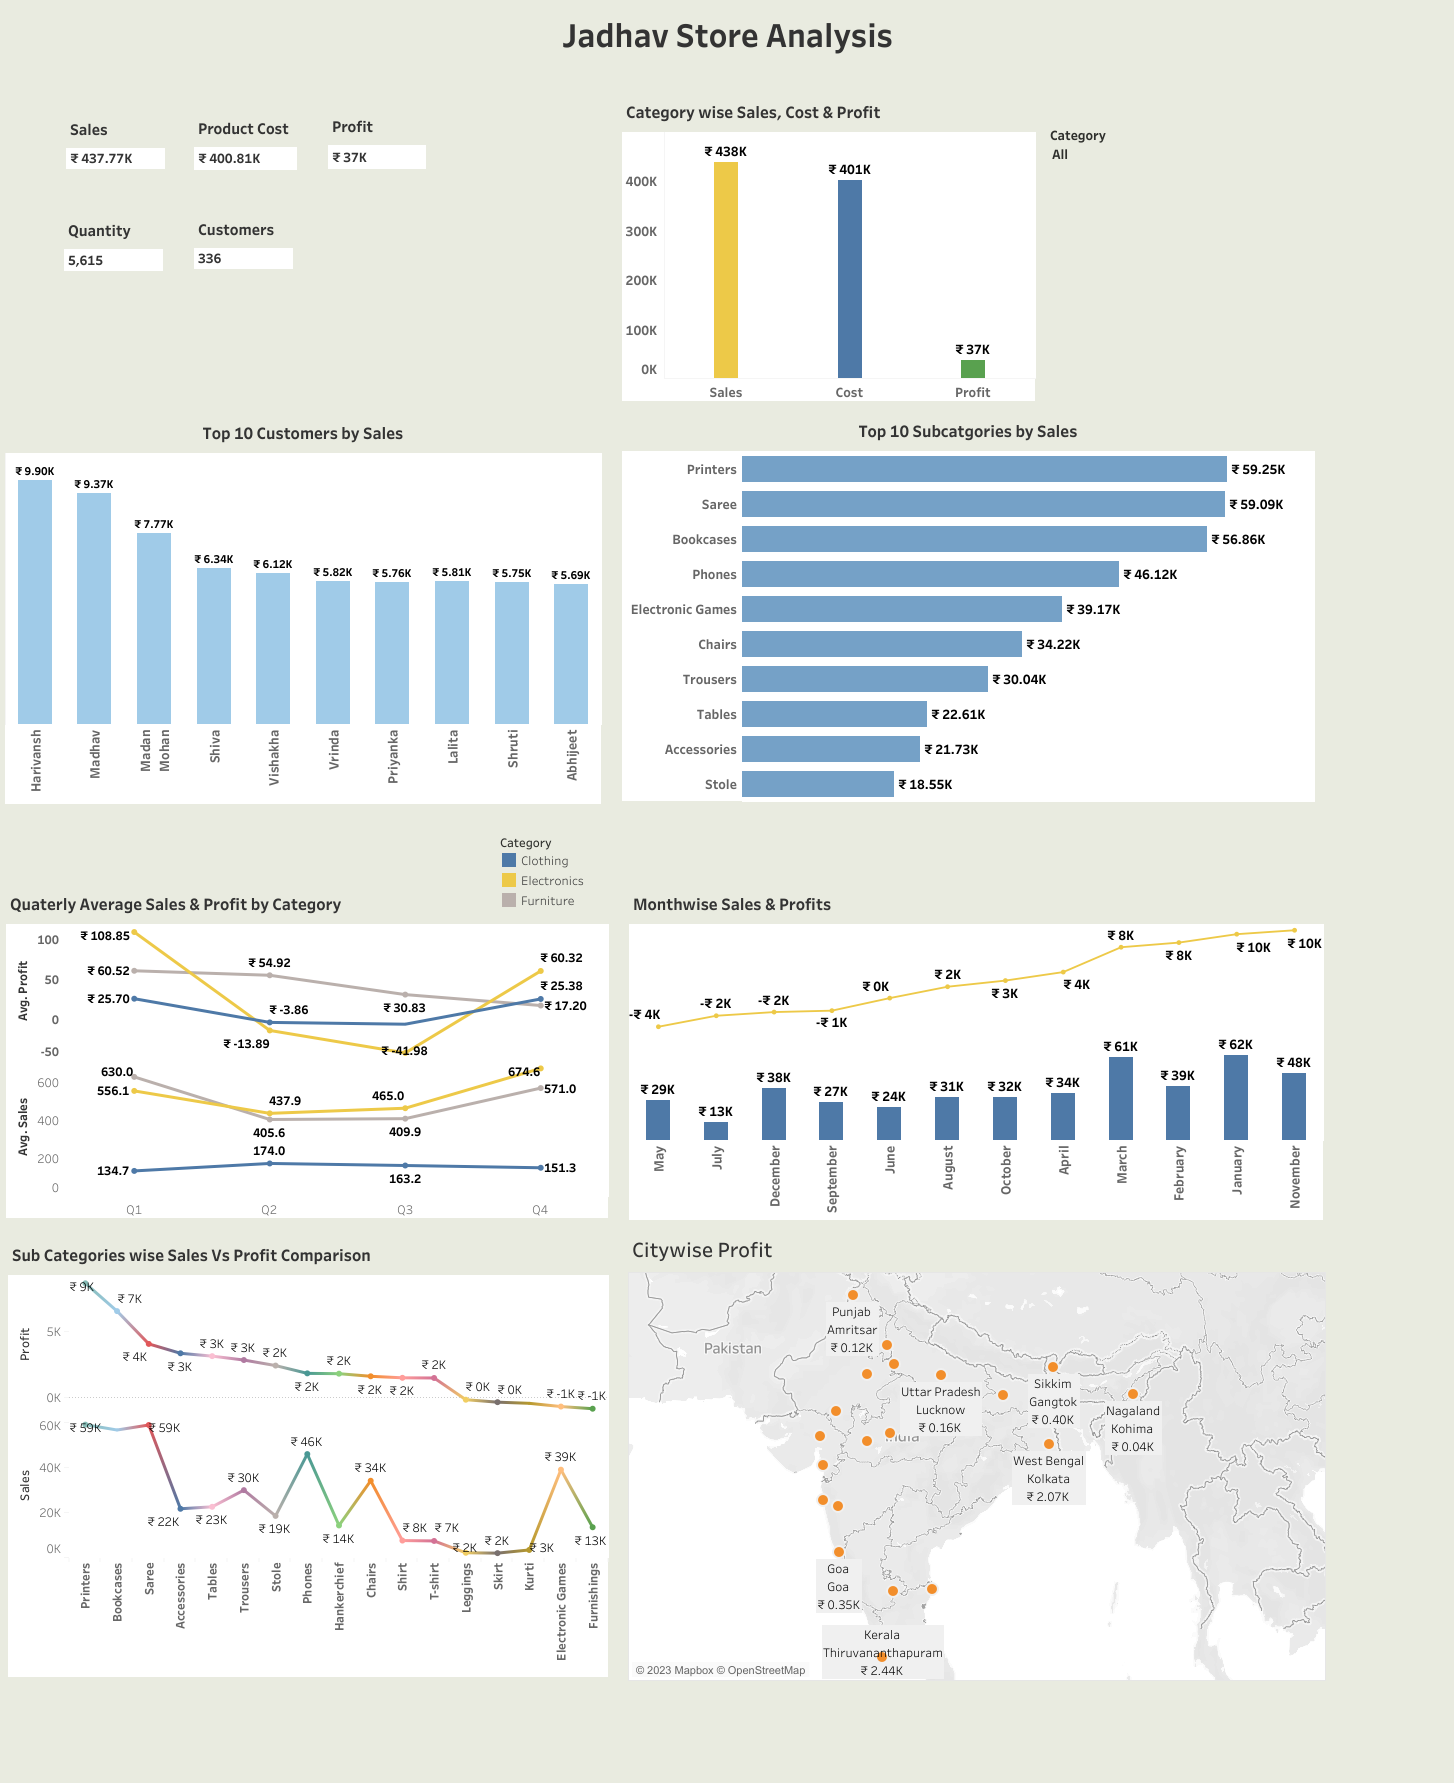 Jadhav Store Analysis
Sales
₹ 437.77K
Product Cost
₹ 400.81K
Profit
₹ 37K
Quantity
5,615
Customers
336
Category wise Sales, Cost & Profit
₹ 438K
₹ 401K
₹ 37K
400K
300K
200K
100K
0K
Sales
Cost
Profit
Category
All
Top 10 Customers by Sales
₹ 9.90K
₹ 9.37K
₹ 7.77K
₹ 6.34K
₹ 6.12K
₹ 5.82K
₹ 5.76K
₹ 5.81K
₹ 5.75K
₹ 5.69K
Harivansh
Madhav
Madan
Mohan
Shiva
Vishakha
Vrinda
Priyanka
Lalita
Shruti
Abhijeet
Top 10 Subcatgories by Sales
Printers ₹ 59.25K
Saree ₹ 59.09K
Bookcases ₹ 56.86K
Phones ₹ 46.12K
Electronic Games ₹ 39.17K
Chairs ₹ 34.22K
Trousers ₹ 30.04K
Tables ₹ 22.61K
Accessories ₹ 21.73K
Stole ₹ 18.55K
Category
Clothing
Electronics
Furniture
Quaterly Average Sales & Profit by Category
Avg. Profit
100
50
0
-50
₹ 108.85
₹ 60.52
₹ 25.70
₹ 54.92
₹ -3.86
₹ -13.89
₹ 30.83
₹ -41.98
₹ 60.32
₹ 25.38
₹ 17.20
Avg. Sales
600
400
200
0
630.0
556.1
134.7
437.9
405.6
174.0
465.0
409.9
163.2
674.6
571.0
151.3
Q1
Q2
Q3
Q4
Monthwise Sales & Profits
-₹ 4K
-₹ 2K
-₹ 2K
-₹ 1K
₹ 0K
₹ 2K
₹ 3K
₹ 4K
₹ 8K
₹ 8K
₹ 10K
₹ 10K
₹ 29K
₹ 13K
₹ 38K
₹ 27K
₹ 24K
₹ 31K
₹ 32K
₹ 34K
₹ 61K
₹ 39K
₹ 62K
₹ 48K
May
July
December
September
June
August
October
April
March
February
January
November
Sub Categories wise Sales Vs Profit Comparison
Profit
5K
0K
₹ 9K
₹ 7K
₹ 4K
₹ 3K
₹ 3K
₹ 3K
₹ 2K
₹ 2K
₹ 2K
₹ 2K
₹ 2K
₹ 2K
₹ 0K
₹ 0K
₹ -1K
₹ -1K
Sales
60K
40K
20K
0K
₹ 59K
₹ 59K
₹ 22K
₹ 23K
₹ 30K
₹ 19K
₹ 46K
₹ 14K
₹ 34K
₹ 8K
₹ 7K
₹ 2K
₹ 2K
₹ 3K
₹ 39K
₹ 13K
Printers
Bookcases
Saree
Accessories
Tables
Trousers
Stole
Phones
Hankerchief
Chairs
Shirt
T-shirt
Leggings
Skirt
Kurti
Electronic Games
Furnishings
Citywise Profit
Pakistan
India
Punjab
Amritsar
₹ 0.12K
Uttar Pradesh
Lucknow
₹ 0.16K
Sikkim
Gangtok
₹ 0.40K
Nagaland
Kohima
₹ 0.04K
West Bengal
Kolkata
₹ 2.07K
Goa
Goa
₹ 0.35K
Kerala
Thiruvananthapuram
₹ 2.44K
© 2023 Mapbox © OpenStreetMap